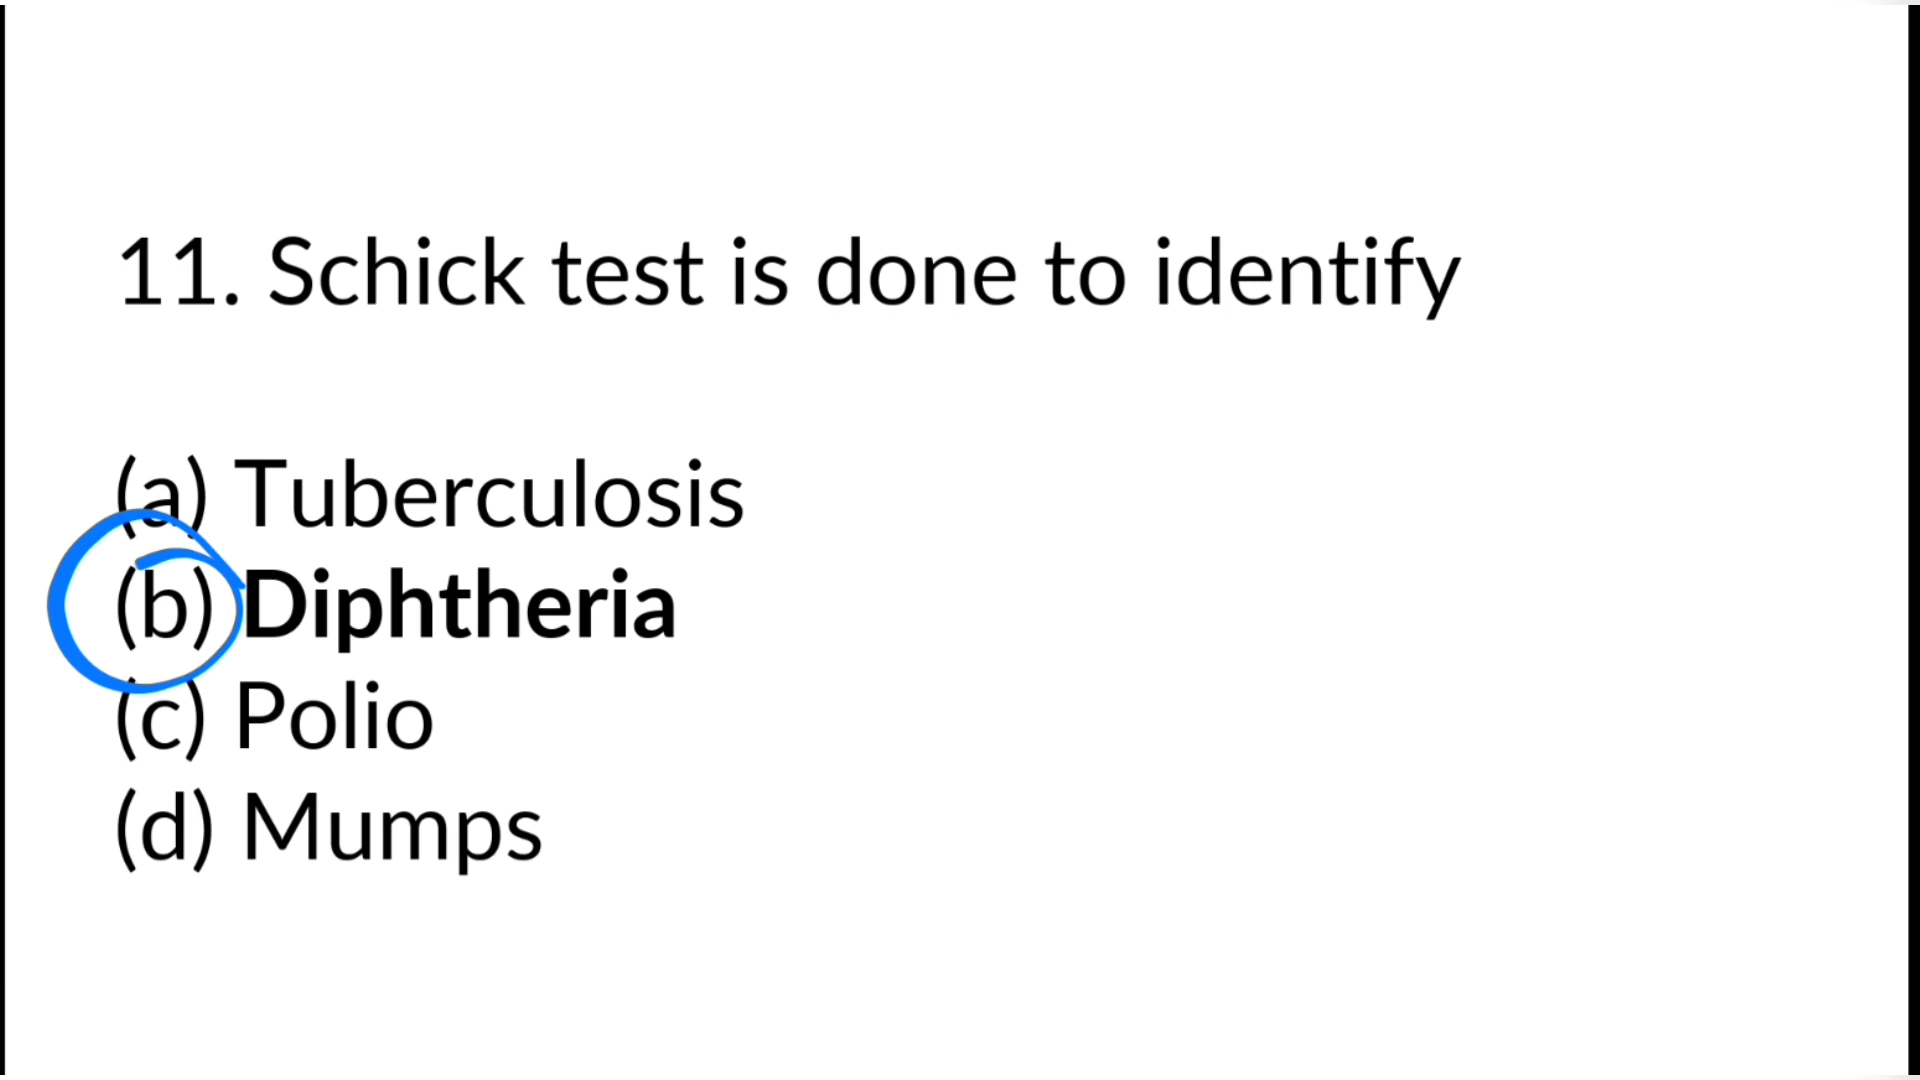 11. Schick test is done to identify
(a) Tuberculosis
(b) Diphtheria
(c) Polio
(d) Mumps